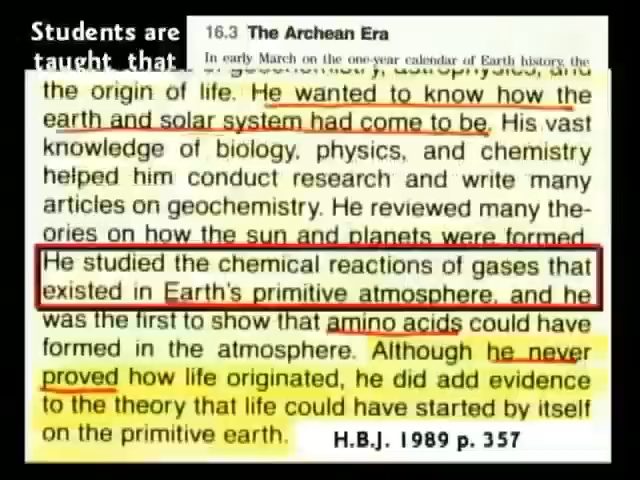 Students are
taught that
16.3 The Archean Era
In early March on the one-year calendar of Earth history, the
of geochemistry, astrophysics, and
the origin of life. He wanted to know how the
earth and solar system had come to be. His vast
knowledge of biology, physics, and chemistry
helped him conduct research and write many
articles on geochemistry. He reviewed many the-
ories on how the sun and planets were formed.
He studied the chemical reactions of gases that
existed in Earth's primitive atmosphere, and he
was the first to show that amino acids could have
formed in the atmosphere. Although he never
proved how life originated, he did add evidence
to the theory that life could have started by itself
on the primitive earth.
H.B.J. 1989 p. 357